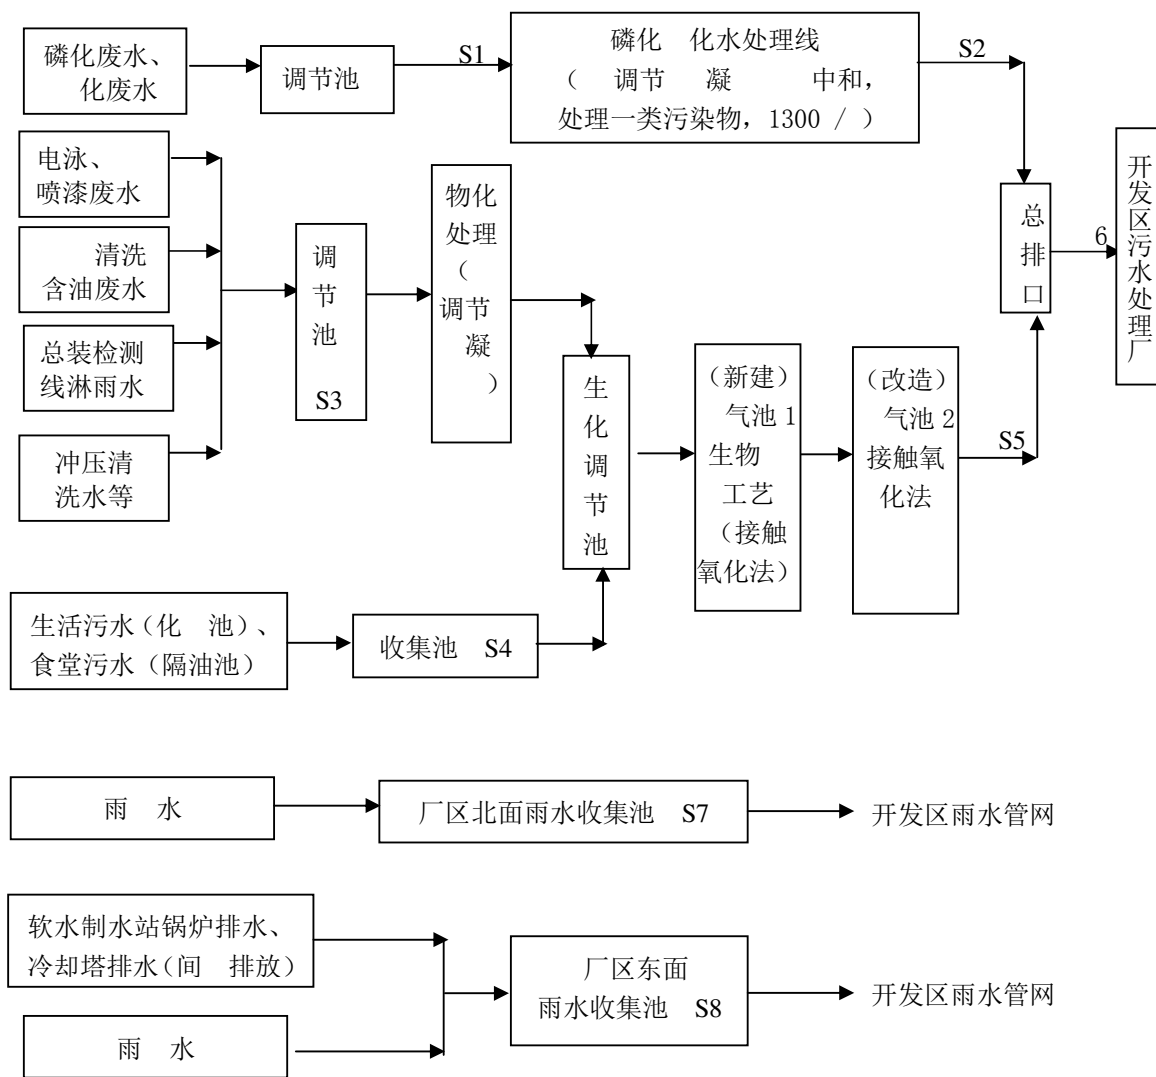 磷化废水、
化废水
调节池
S1
磷化 化水处理线
( 调节 凝 中和,
处理一类污染物, 1300 / )
S2
电泳、
喷漆废水
清洗
含油废水
总装检测
线淋雨水
冲压清
洗水等
调
节
池
S3
物化
处理
(
调节
凝
)
生
化
调
节
池
(新建)
气池 1
生物
工艺
(接触
氧化法)
(改造)
气池 2
接触氧
化法
S5
总
排
口
6
开
发
区
污
水
处
理
厂
生活污水(化 池)、
食堂污水(隔油池)
收集池 S4
雨 水
厂区北面雨水收集池 S7
开发区雨水管网
软水制水站锅炉排水、
冷却塔排水(间 排放)
雨 水
厂区东面
雨水收集池 S8
开发区雨水管网